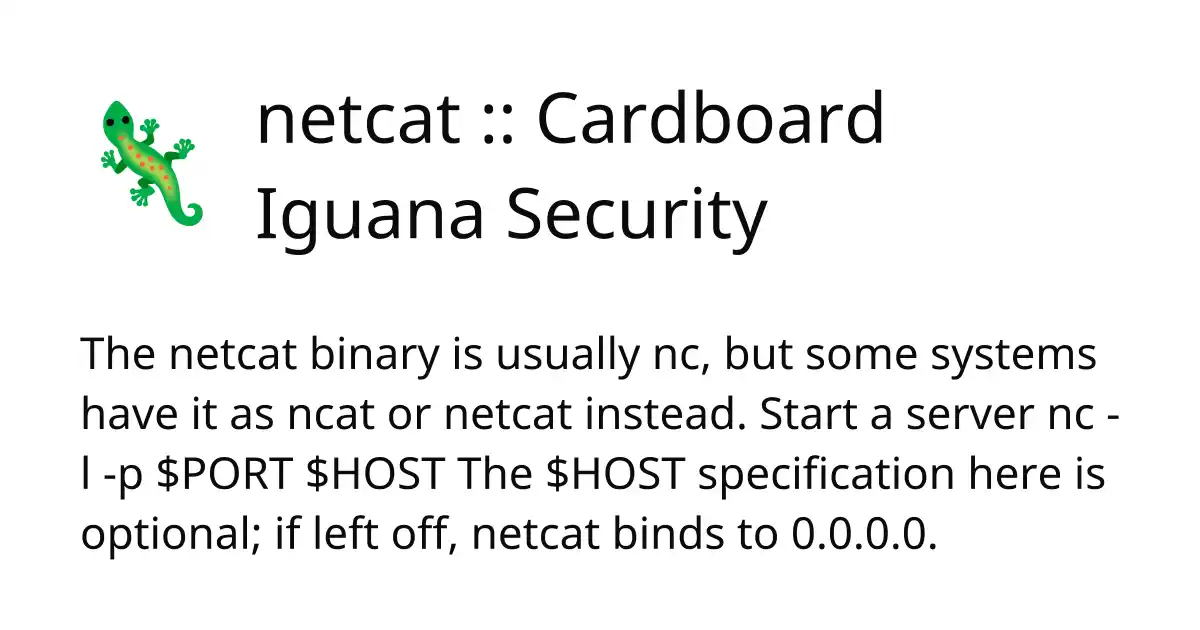 netcat :: Cardboard
Iguana Security
The netcat binary is usually nc, but some systems
have it as ncat or netcat instead. Start a server nc -
l -p $PORT $HOST The $HOST specification here is
optional; if left off, netcat binds to 0.0.0.0.